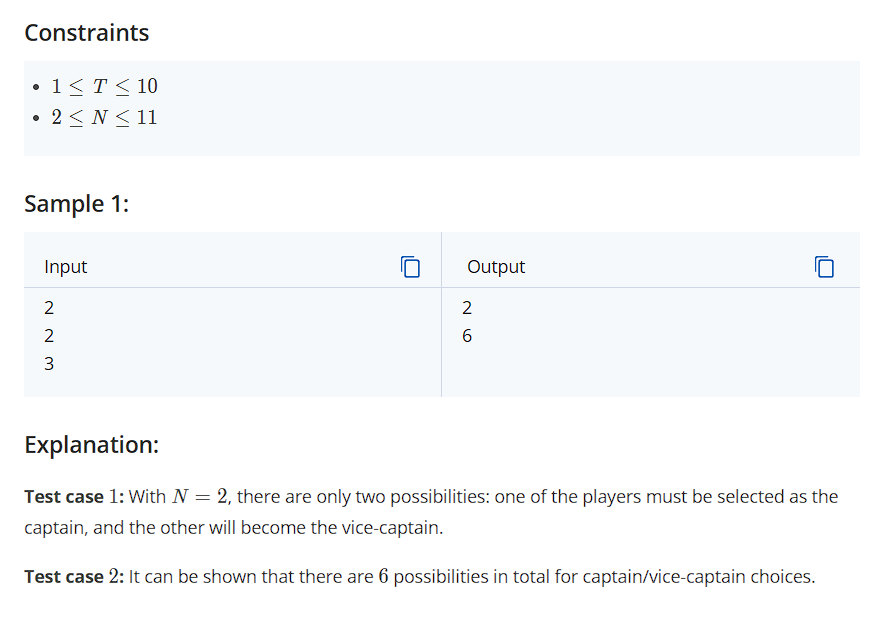 Constraints
• 1 ≤ T ≤ 10
• 2 ≤ N ≤ 11
Sample 1:
Input
Output
2
2
2
6
3
Explanation:
Test case 1: With N = 2, there are only two possibilities: one of the players must be selected as the
captain, and the other will become the vice-captain.
Test case 2: It can be shown that there are 6 possibilities in total for captain/vice-captain choices.